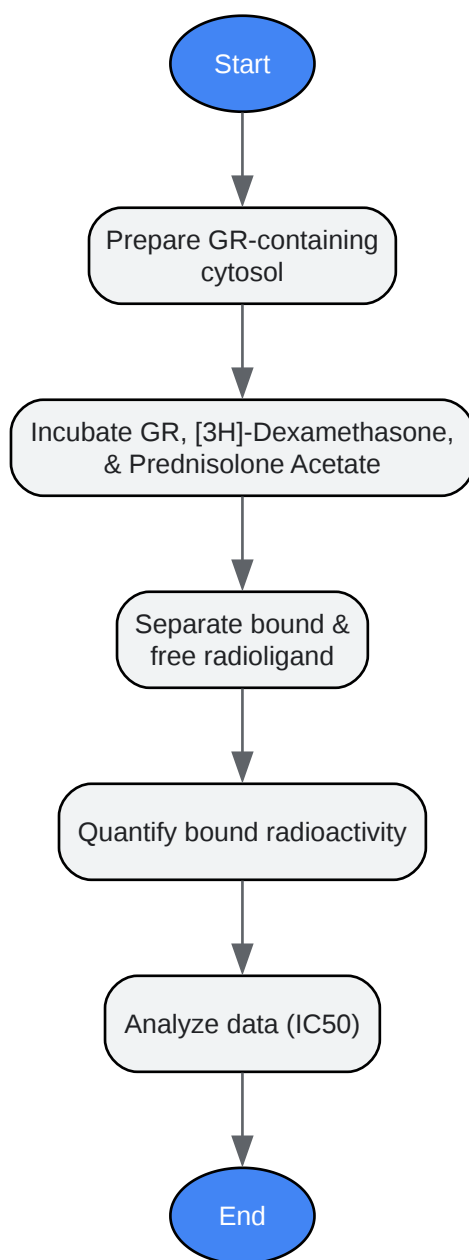 Start
Prepare GR-containing
cytosol
Incubate GR, [3H]-Dexamethasone,
& Prednisolone Acetate
Separate bound &
free radioligand
Quantify bound radioactivity
Analyze data (IC50)
End